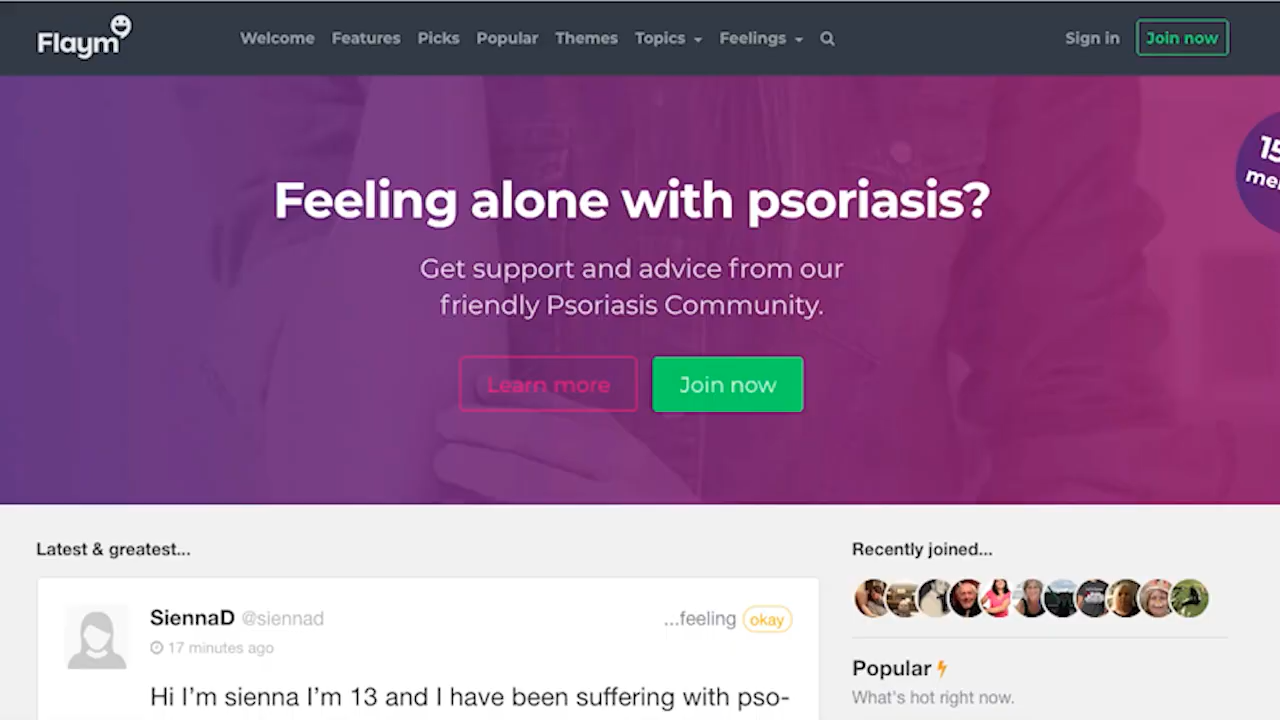 Flaym
Welcome Features Picks Popular Themes Topics Feelings
Sign in Join now
15
Feeling alone with psoriasis?
Get support and advice from our
friendly Psoriasis Community.
Learn more Join now
Latest & greatest...
Recently joined...
SiennaD @siennad
...feeling okay
17 minutes ago
Hi I'm sienna I'm 13 and I have been suffering with pso-
Popular
What's hot right now.